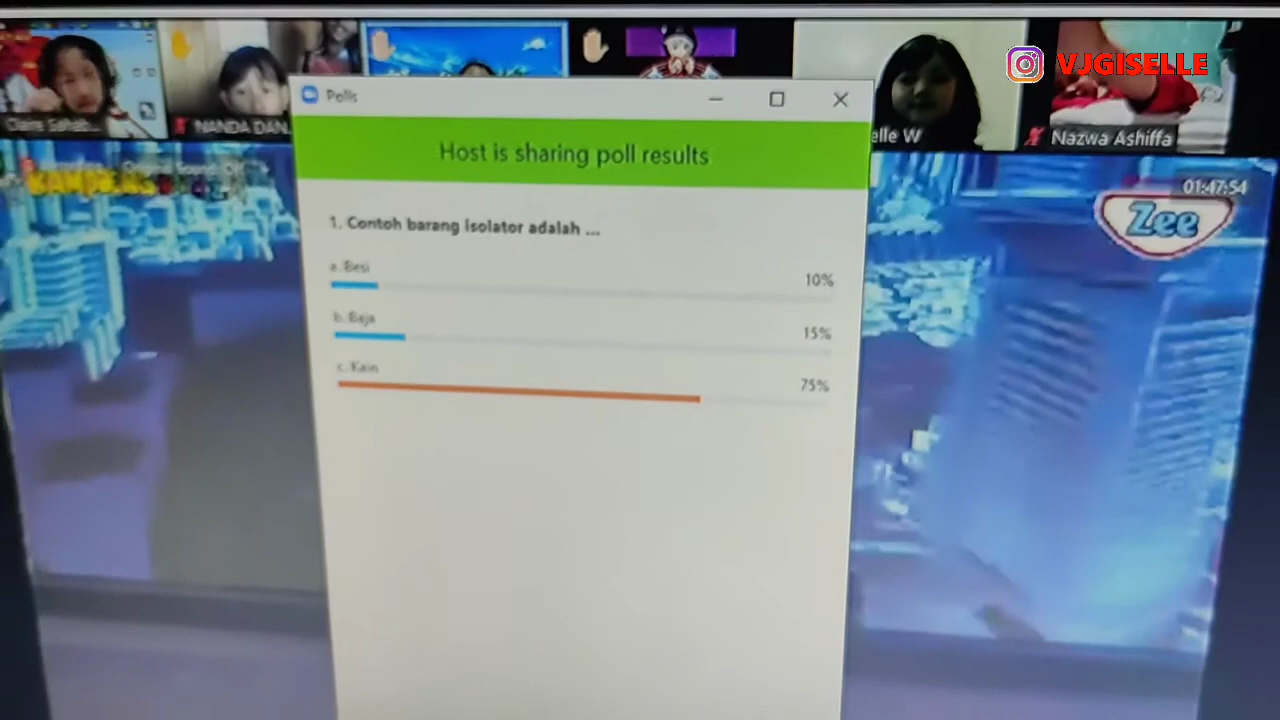 VJGISELLE
NANDA DAN
elle W
Nazwa Ashiffa
Polls
Host is sharing poll results
01:47:54
Zee
1. Contoh barang isolator adalah ...
a. Besi
10%
b. Baja
15%
c. Kain
75%